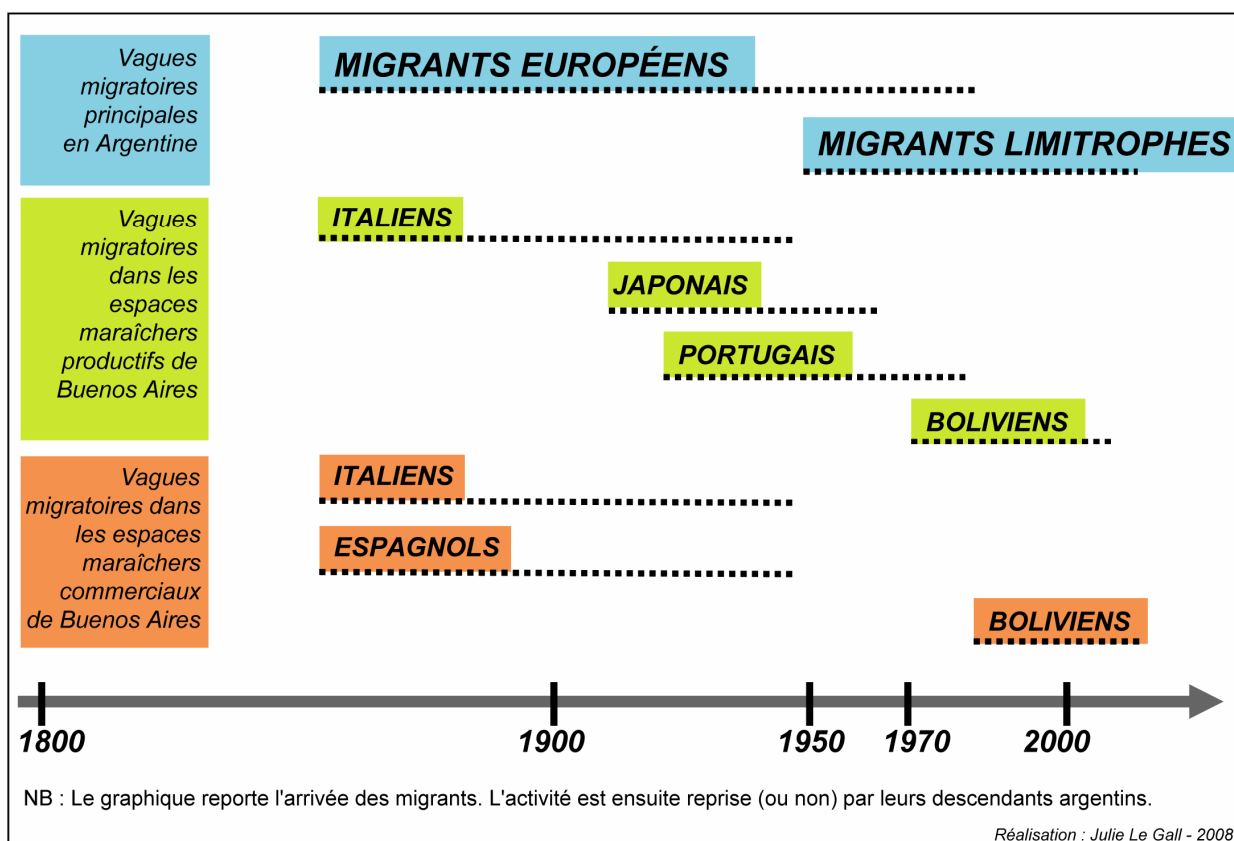 Vagues
migratoires
principales
en Argentine
MIGRANTS EUROPÉENS
MIGRANTS LIMITROPHES
Vagues
migratoires
dans les
espaces
maraîchers
productifs de
Buenos Aires
ITALIENS
JAPONAIS
PORTUGAIS
BOLIVIENS
Vagues
migratoires dans
les espaces
maraîchers
commerciaux
de Buenos Aires
ITALIENS
ESPAGNOLS
BOLIVIENS
1800 1900 1950 1970 2000
NB : Le graphique reporte l'arrivée des migrants. L'activité est ensuite reprise (ou non) par leurs descendants argentins.
Réalisation : Julie Le Gall - 2008